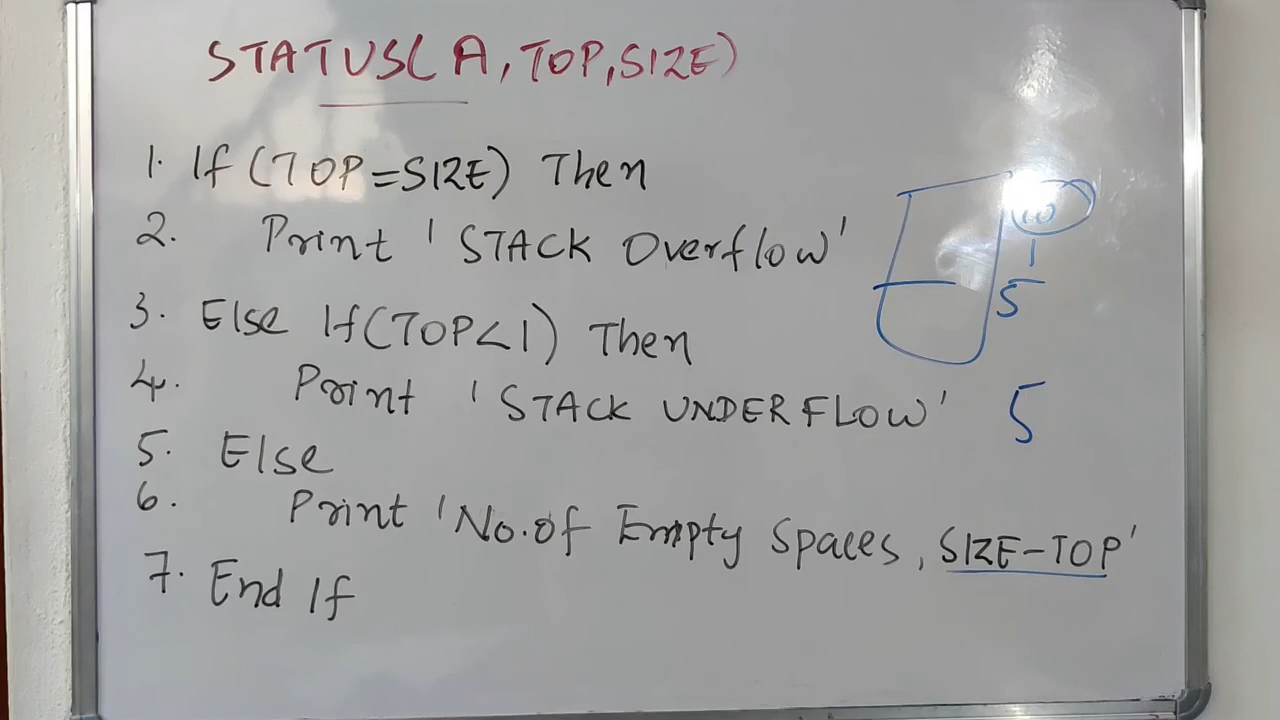 STATUS( A, TOP, SIZE)
1. If (TOP=SIZE) Then
2. Print 'STACK Overflow'
3. Else If(TOP<1) Then
4. Print 'STACK UNDERFLOW'
5. Else
6. Print 'No. of Empty Spaces, SIZE-TOP'
7. End If
10
5
5